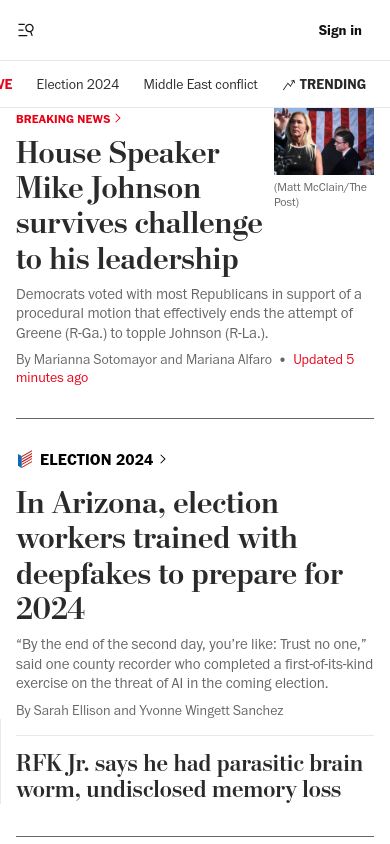 Sign in
VE
Election 2024
Middle East conflict
TRENDING
BREAKING NEWS
House Speaker
Mike Johnson
survives challenge
to his leadership
(Matt McClain/The
Post)
Democrats voted with most Republicans in support of a
procedural motion that effectively ends the attempt of
Greene (R-Ga.) to topple Johnson (R-La.).
By Marianna Sotomayor and Mariana Alfaro • Updated 5
minutes ago
ELECTION 2024
In Arizona, election
workers trained with
deepfakes to prepare for
2024
“By the end of the second day, you’re like: Trust no one,”
said one county recorder who completed a first-of-its-kind
exercise on the threat of AI in the coming election.
By Sarah Ellison and Yvonne Wingett Sanchez
RFK Jr. says he had parasitic brain
worm, undisclosed memory loss